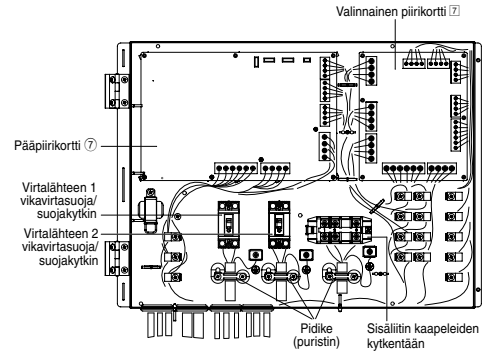 Valinnainen piirikortti 7
Pääpiirikortti ⑦
Virtalähteen 1
vikavirtasuoja/
suojakytkin
Virtalähteen 2
vikavirtasuoja/
suojakytkin
Pidike
(puristin)
Sisäliitin kaapeleiden
kytkentään